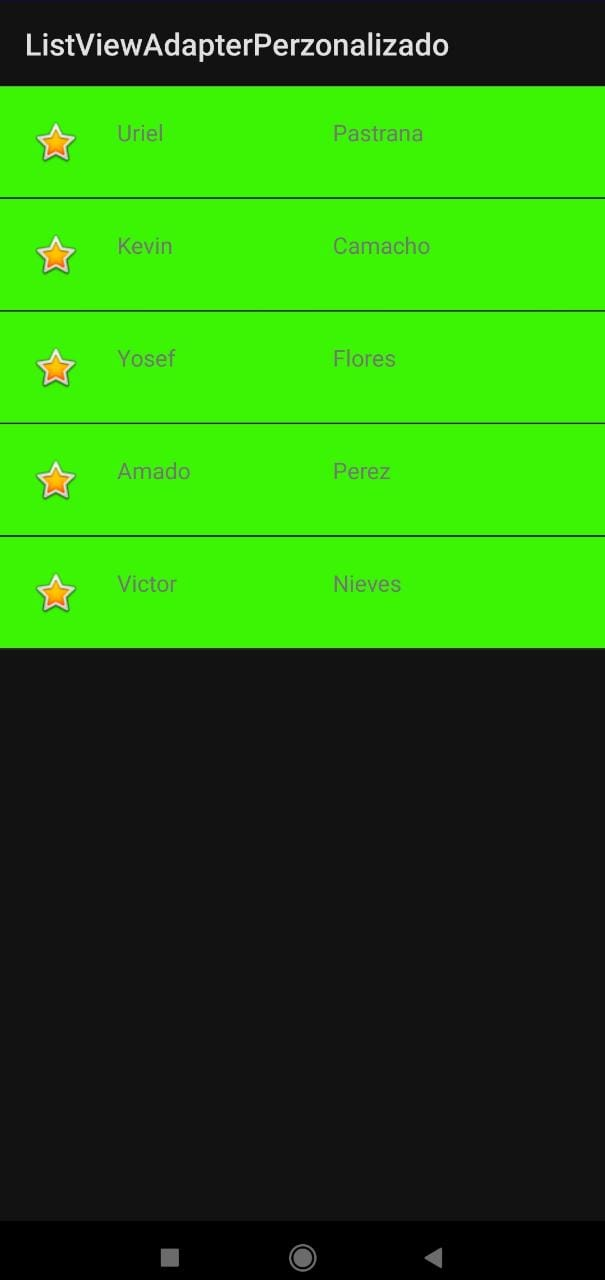 ListViewAdapterPerzonalizado
Uriel Pastrana
Kevin Camacho
Yosef Flores
Amado Perez
Victor Nieves